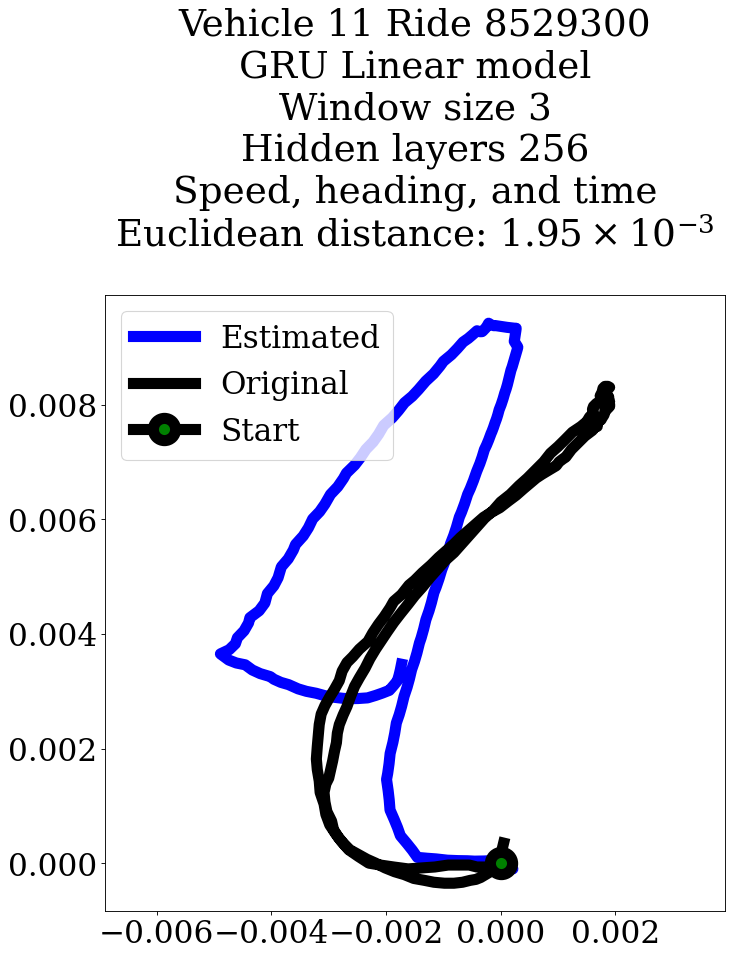 Vehicle 11 Ride 8529300
GRU Linear model
Window size 3
Hidden layers 256
Speed, heading, and time
Euclidean distance: 1.95 × 10⁻³
Estimated
Original
Start
0.008
0.006
0.004
0.002
0.000
−0.006 −0.004 −0.002 0.000 0.002